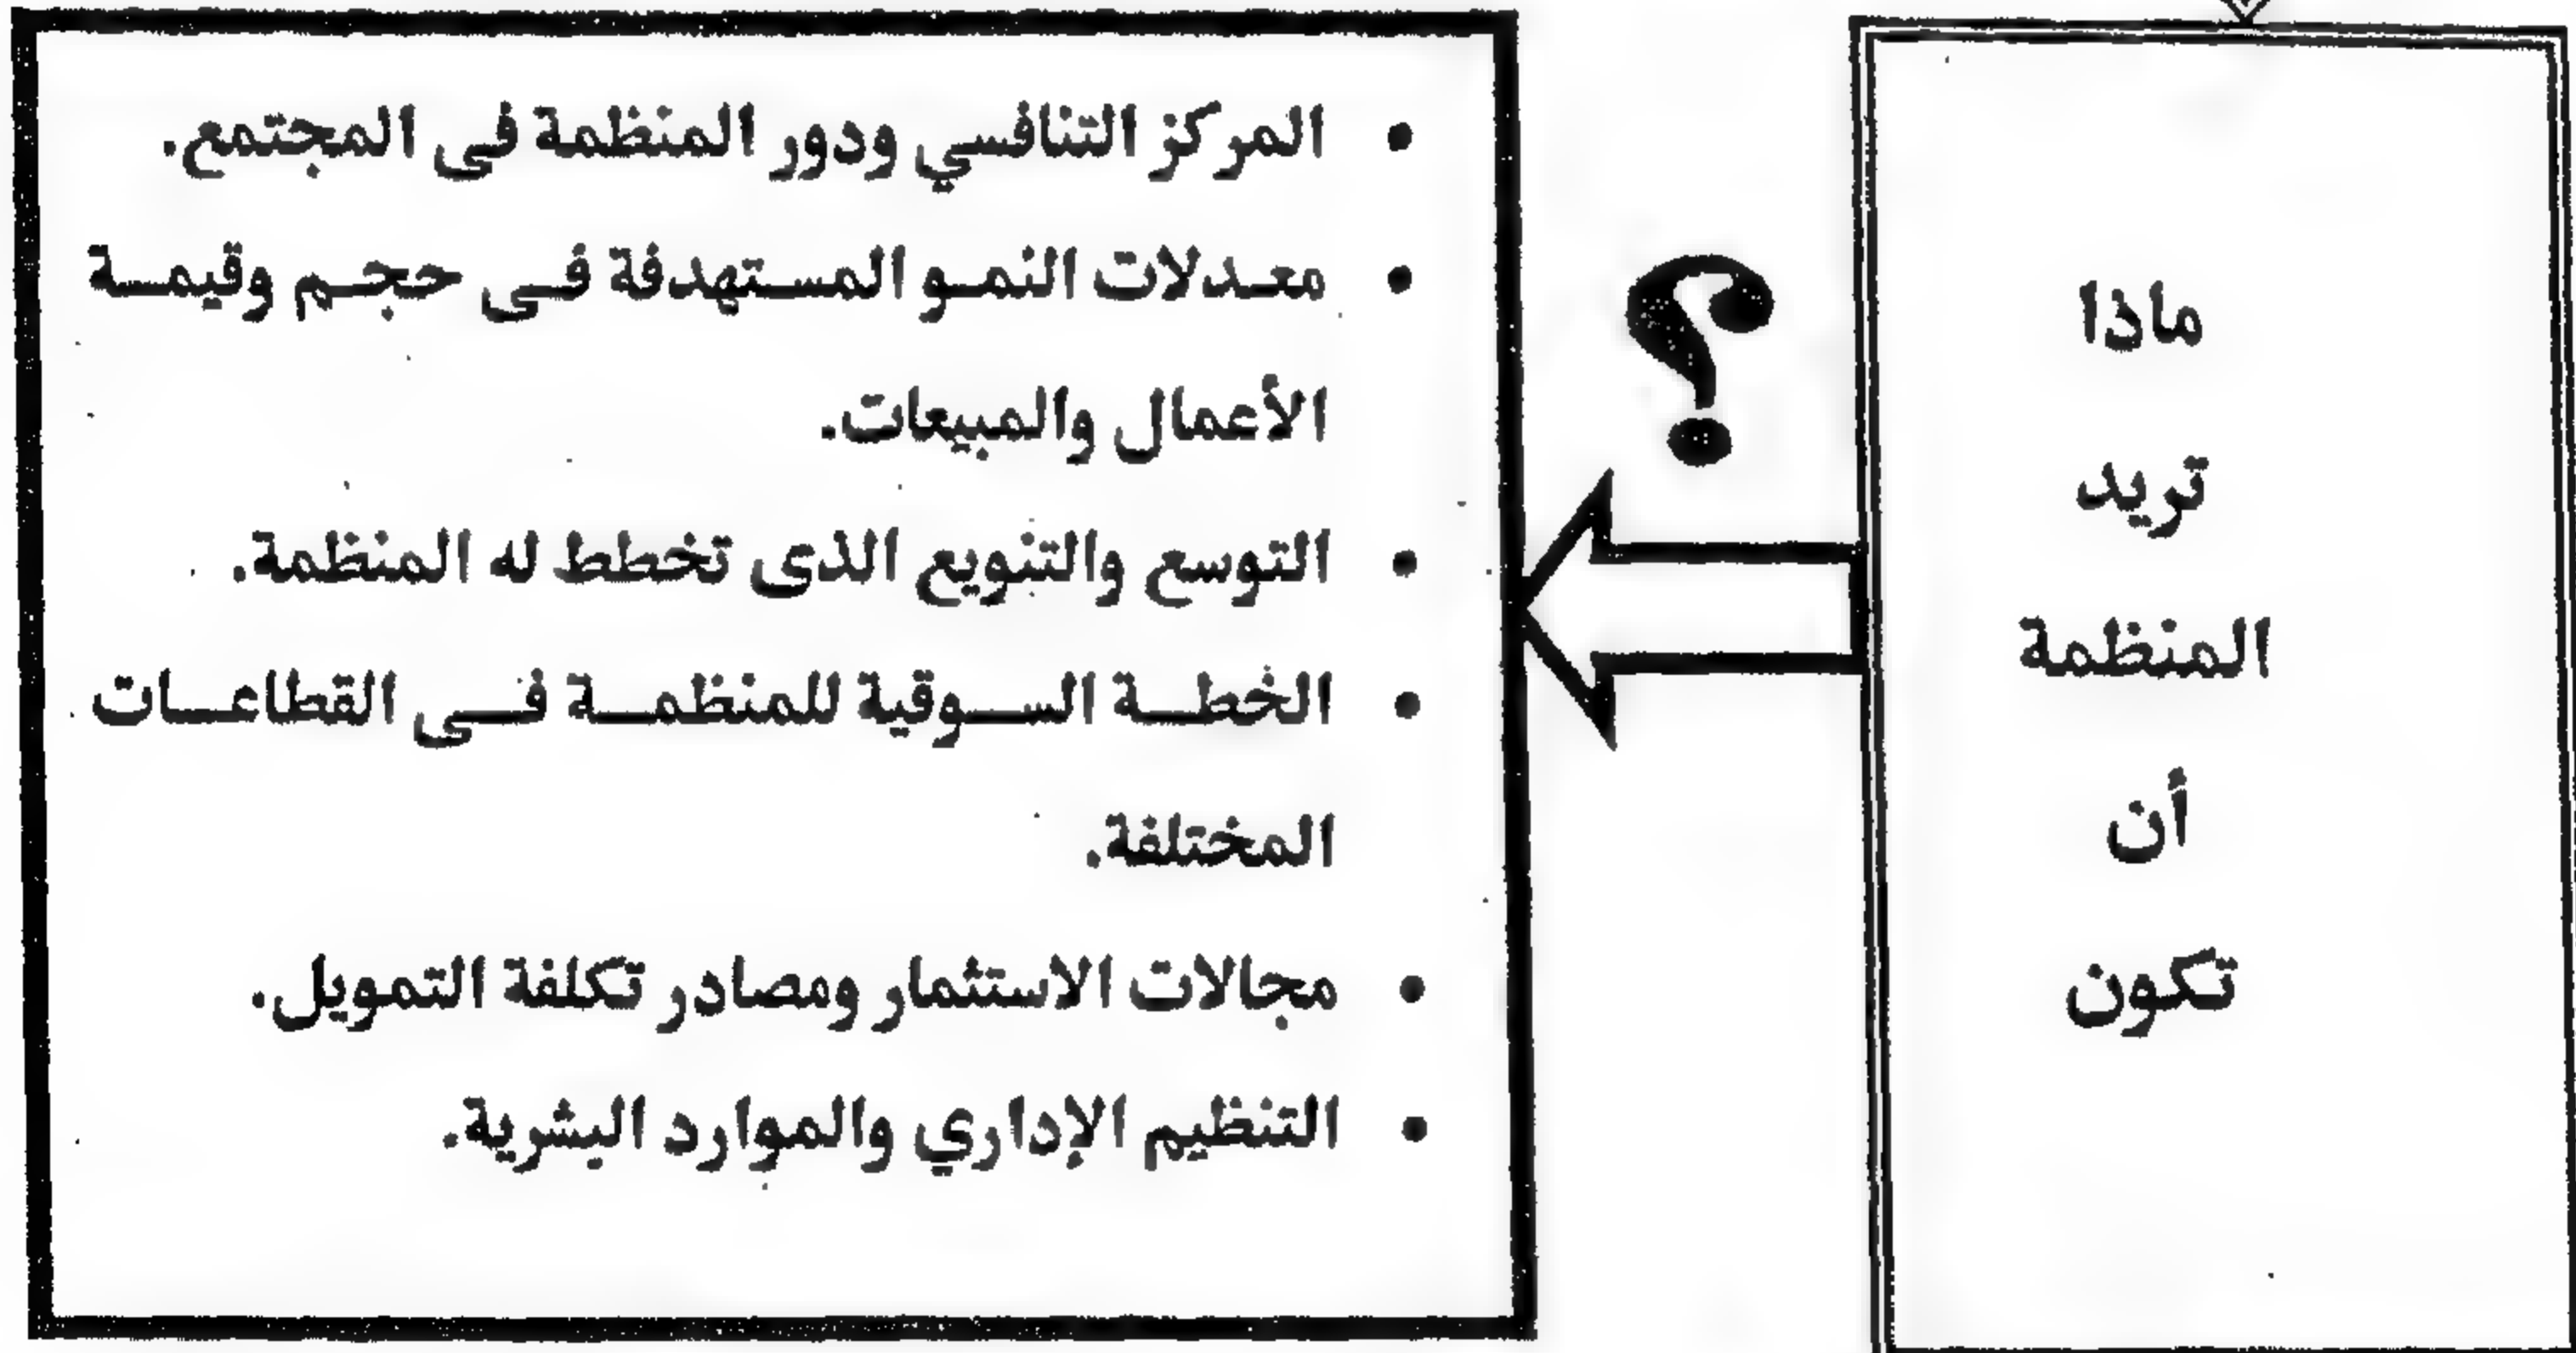 ماذا
تريد
المنظمة
أن
تكون
؟
• المركز التنافسي ودور المنظمة فى المجتمع.
• معدلات النمو المستهدفة فى حجم وقيمة
الأعمال والمبيعات.
• التوسع والتنويع الذى تخطط له المنظمة.
• الخطة السوقية للمنظمة فى القطاعات
المختلفة.
• مجالات الاستثمار ومصادر تكلفة التمويل.
• التنظيم الإداري والموارد البشرية.